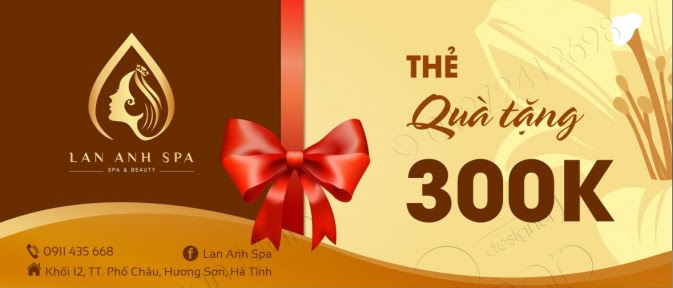 LAN ANH SPA
SPA & BEAUTY
0911 435 668
Lan Anh Spa
Khối 12, TT. Phố Châu, Hương Sơn, Hà Tĩnh
THẺ
Quà tặng
300K
designer